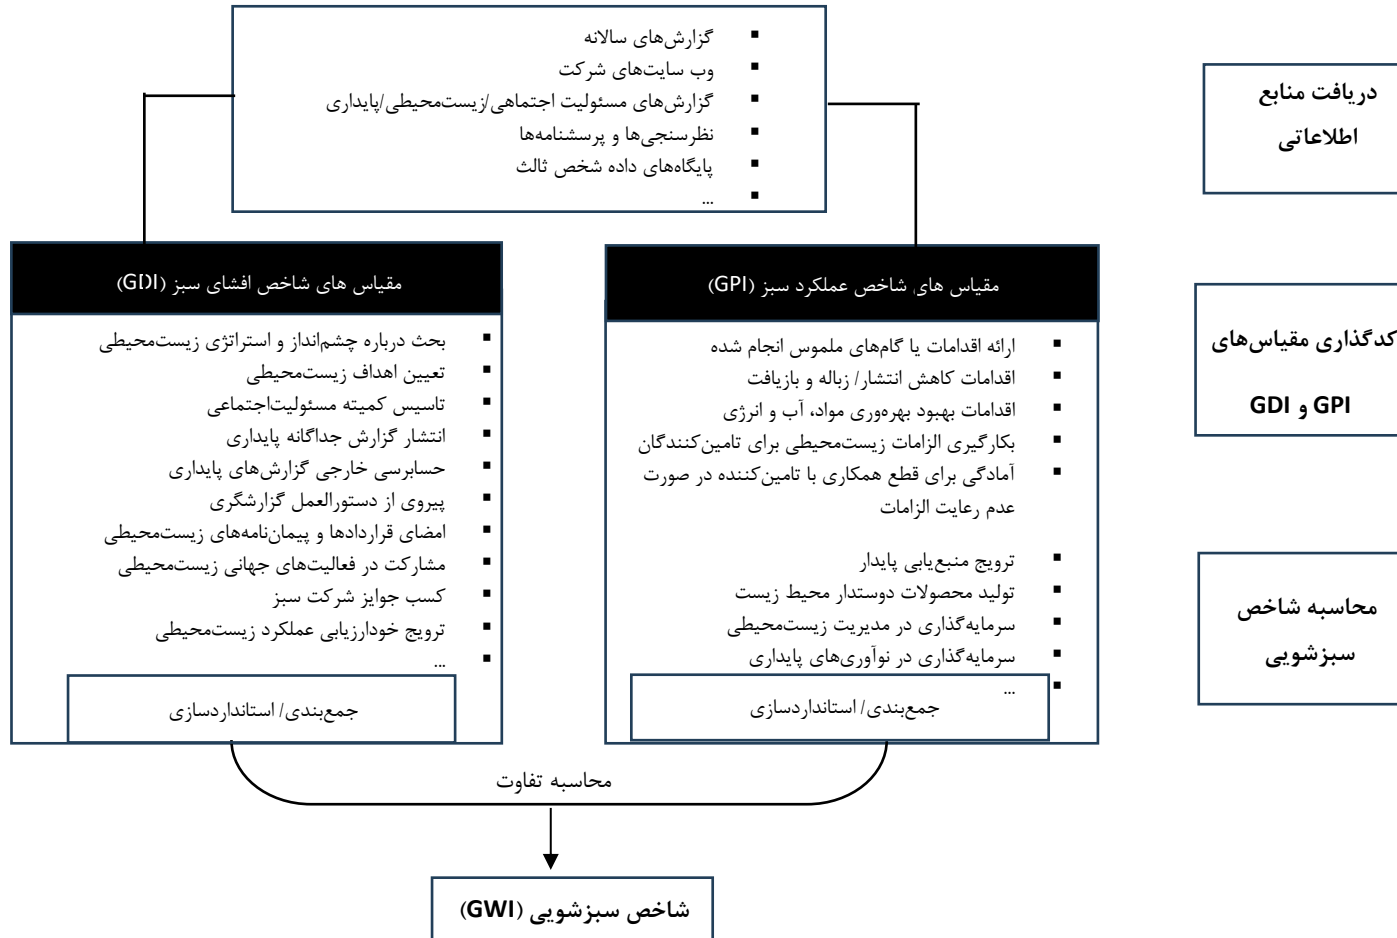 گزارش‌های سالانه
وب سایت‌های شرکت
گزارش‌های مسئولیت اجتماهی/زیست‌محیطی/پایداری
نظرسنجی‌ها و پرسشنامه‌ها
پایگاه‌های داده شخص ثالث
...
دریافت منابع
اطلاعاتی
مقیاس های شاخص عملکرد سبز (GPI)
ارائه اقدامات یا گام‌های ملموس انجام شده
اقدامات کاهش انتشار/ زباله و بازیافت
اقدامات بهبود بهره‌وری مواد، آب و انرژی
بکارگیری الزامات زیست‌محیطی برای تامین‌کنندگان
آمادگی برای قطع همکاری با تامین‌کننده در صورت
عدم رعایت الزامات
ترویج منبع‌یابی پایدار
تولید محصولات دوستدار محیط زیست
سرمایه‌گذاری در مدیریت زیست‌محیطی
سرمایه‌گذاری در نوآوری‌های پایداری
...
جمع‌بندی/ استانداردسازی
مقیاس های شاخص افشای سبز (GDI)
بحث درباره چشم‌انداز و استراتژی زیست‌محیطی
تعیین اهداف زیست‌محیطی
تاسیس کمیته مسئولیت‌اجتماعی
انتشار گزارش جداگانه پایداری
حسابرسی خارجی گزارش‌های پایداری
پیروی از دستورالعمل گزارشگری
امضای قراردادها و پیمان‌نامه‌های زیست‌محیطی
مشارکت در فعالیت‌های جهانی زیست‌محیطی
کسب جوایز شرکت سبز
ترویج خودارزیابی عملکرد زیست‌محیطی
...
جمع‌بندی/ استانداردسازی
کدگذاری مقیاس‌های
GPI و GDI
محاسبه تفاوت
شاخص سبزشویی (GWI)
محاسبه شاخص
سبزشویی